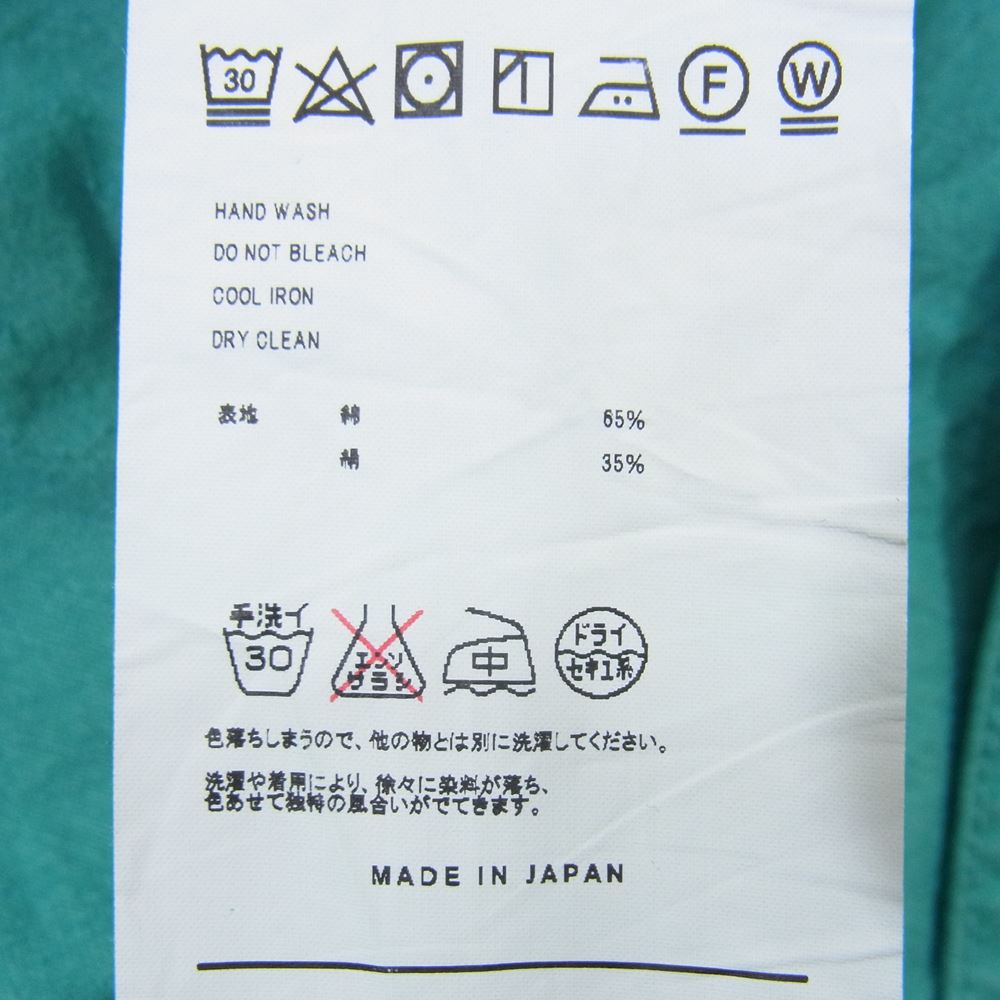 30 F W
HAND WASH
DO NOT BLEACH
COOL IRON
DRY CLEAN
表地 綿 65%
絹 35%
手洗イ
30 エンソ サラシ 中 ドライ セキユ系
色落ちしまうので、他の物とは別に洗濯してください。
洗濯や着用により、徐々に染料が落ち、
色あせて独特の風合いがでてきます。
MADE IN JAPAN